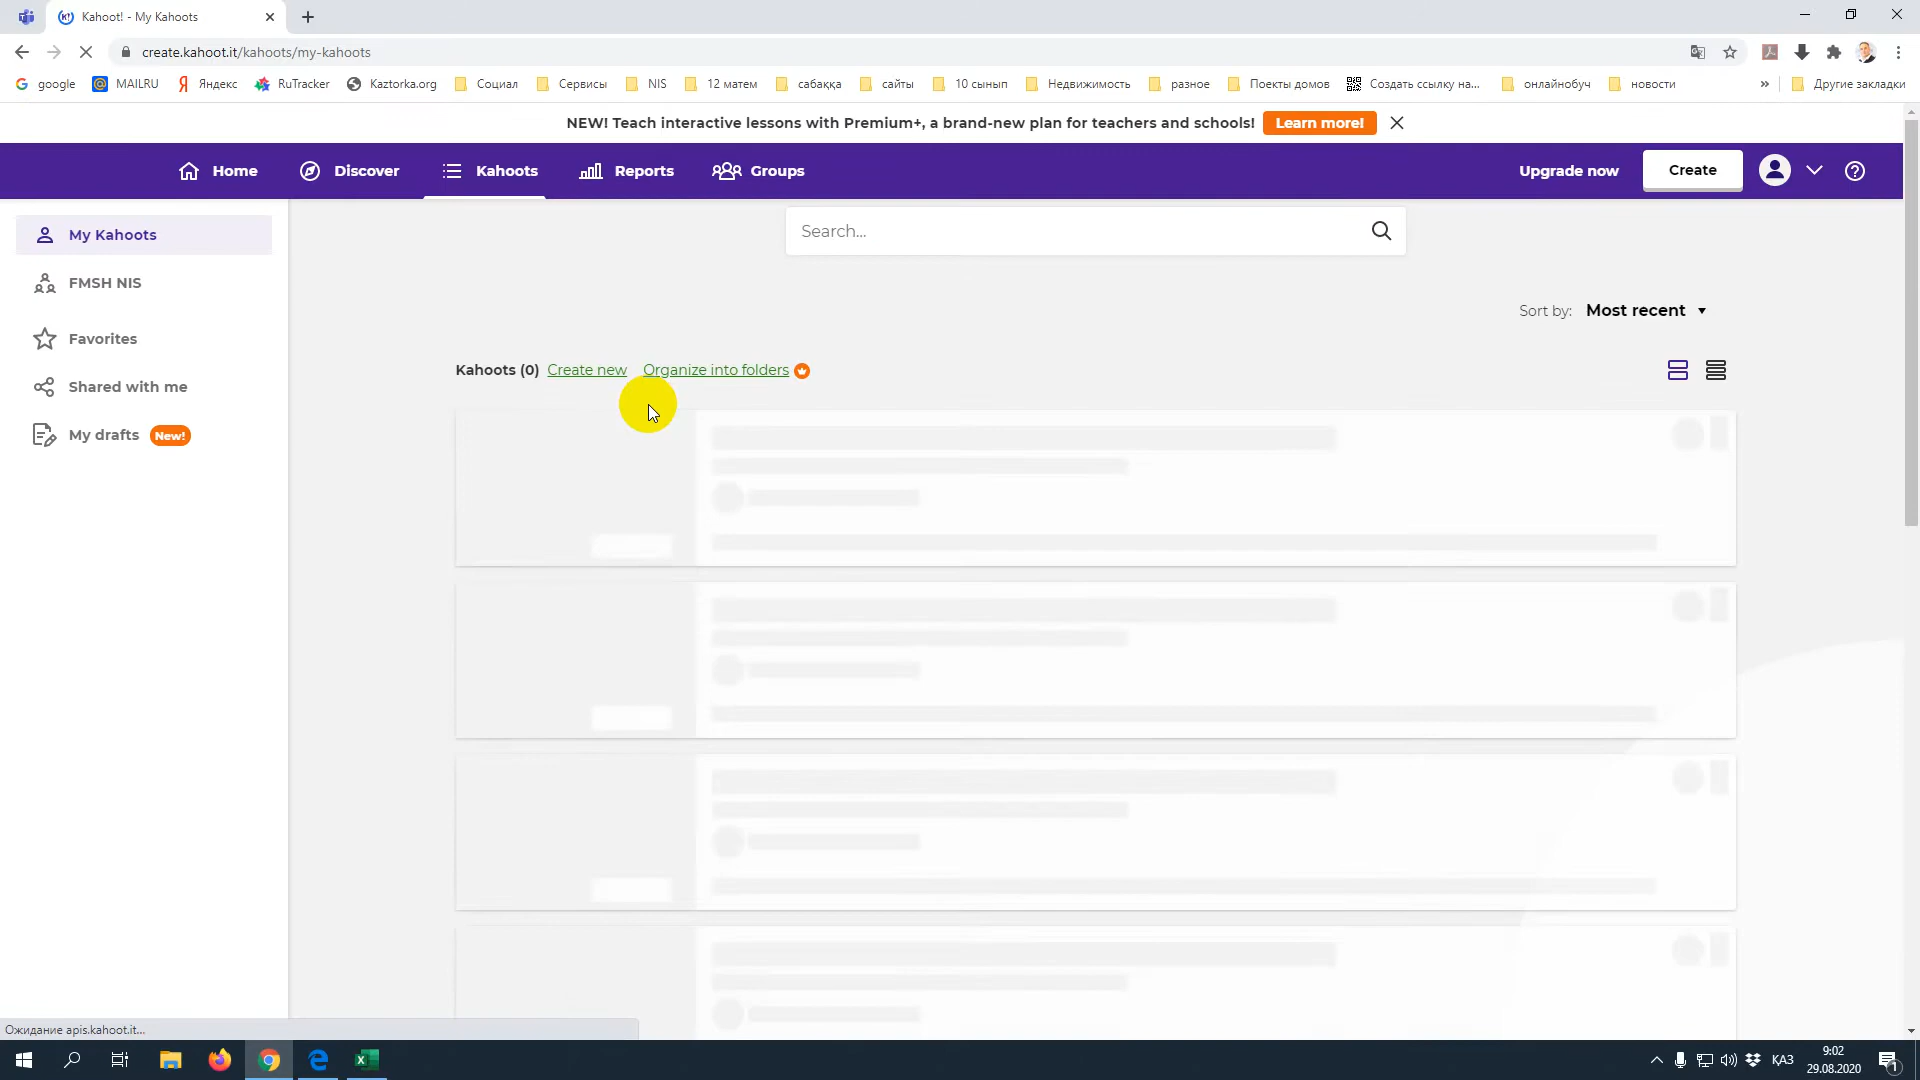 Kahoot! - My Kahoots
create.kahoot.it/kahoots/my-kahoots
google MAILRU Яндекс RuTracker Kaztorka.org Социал Сервисы NIS 12 матем сабаққа сайты 10 сынып Недвижимость разное Поекты домов Создать ссылку на... онлайнобуч новости » Другие закладки
NEW! Teach interactive lessons with Premium+, a brand-new plan for teachers and schools! Learn more!
Home Discover Kahoots Reports Groups Upgrade now Create
My Kahoots
Search...
FMSH NIS
Sort by: Most recent
Favorites
Kahoots (0) Create new Organize into folders
Shared with me
My drafts New!
Ожидание apis.kahoot.it...
ҚАЗ
9:02
29.08.2020
1